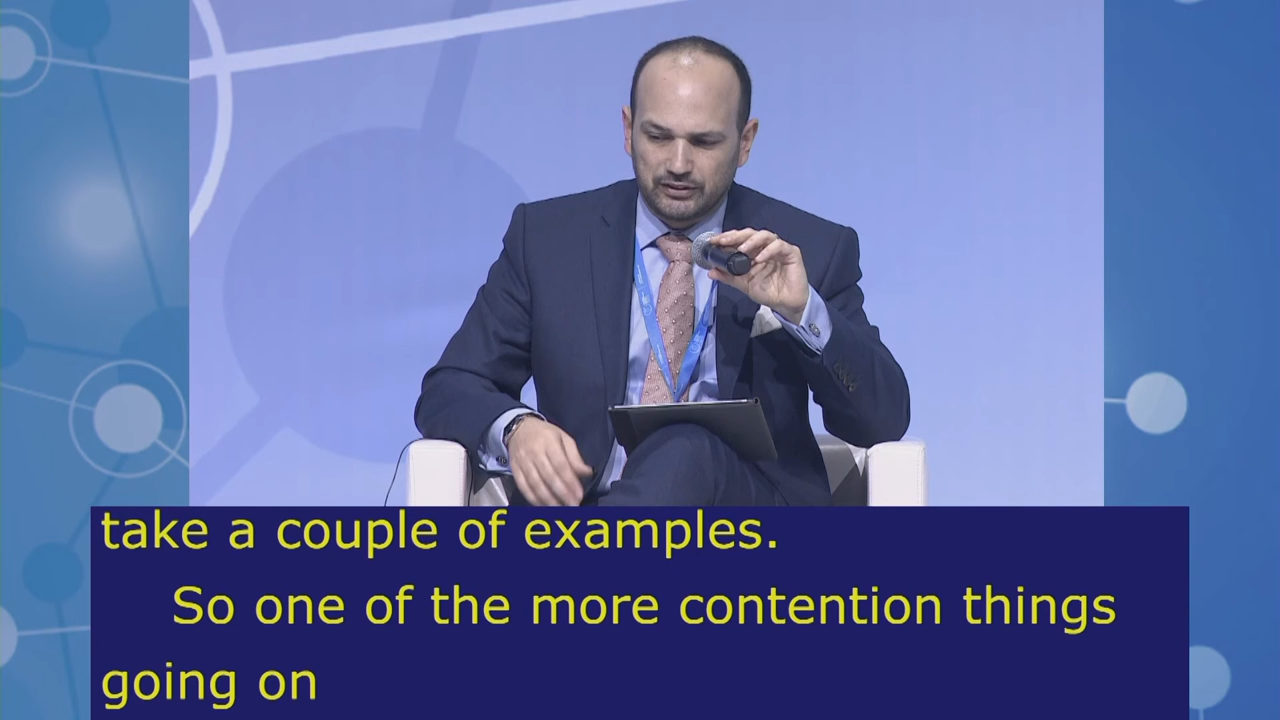 take a couple of examples.
So one of the more contention things
going on